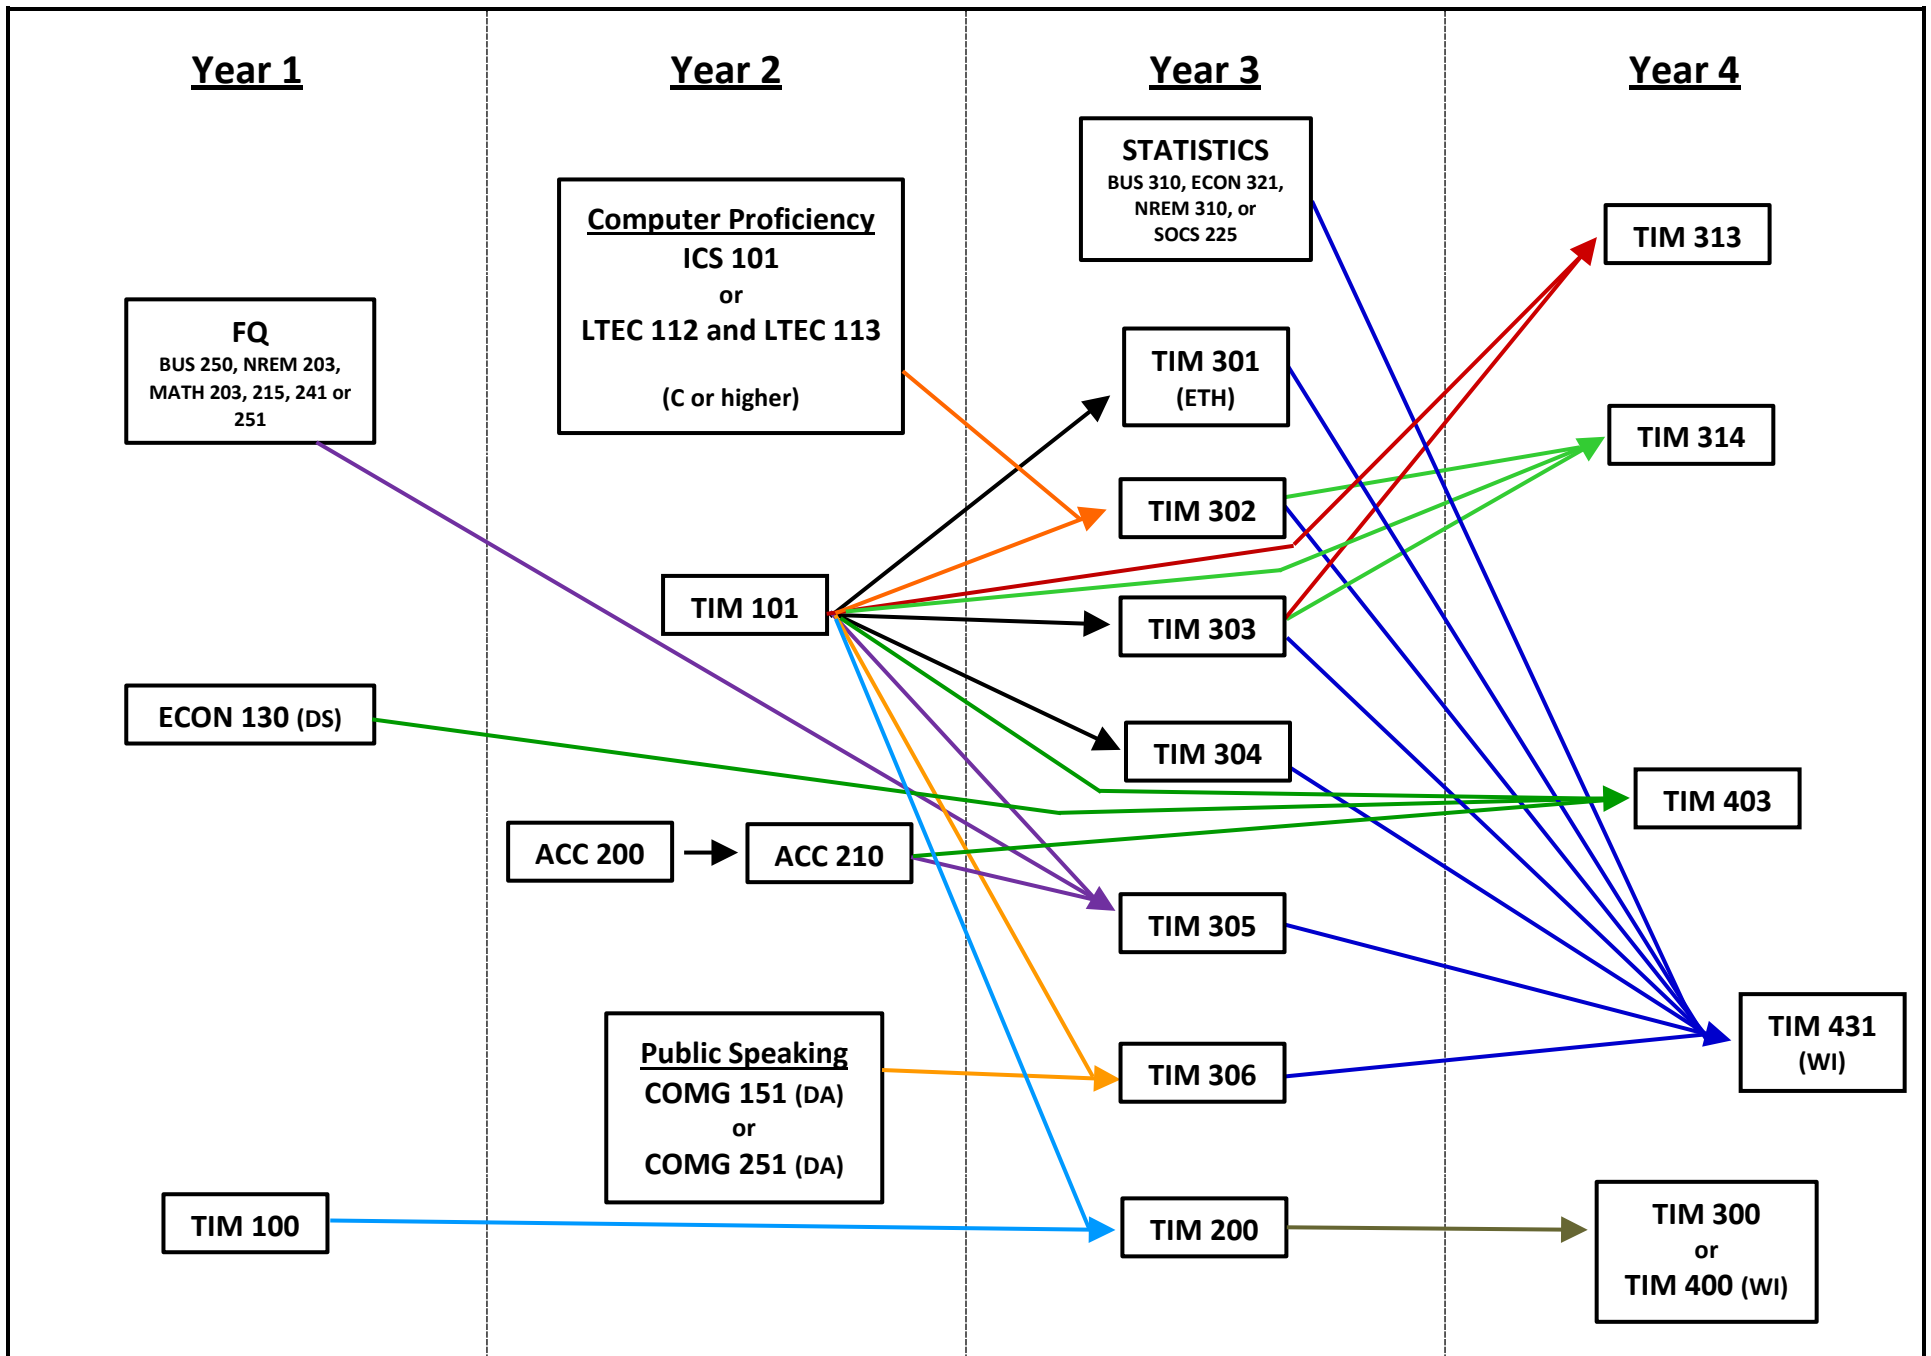 Year 1
Year 2
Year 3
Year 4
FQ
BUS 250, NREM 203,
MATH 203, 215, 241 or
251
ECON 130 (DS)
TIM 100
Computer Proficiency
ICS 101
or
LTEC 112 and LTEC 113
(C or higher)
TIM 101
ACC 200
ACC 210
Public Speaking
COMG 151 (DA)
or
COMG 251 (DA)
STATISTICS
BUS 310, ECON 321,
NREM 310, or
SOCS 225
TIM 301
(ETH)
TIM 302
TIM 303
TIM 304
TIM 305
TIM 306
TIM 200
TIM 313
TIM 314
TIM 403
TIM 431
(WI)
TIM 300
or
TIM 400 (WI)